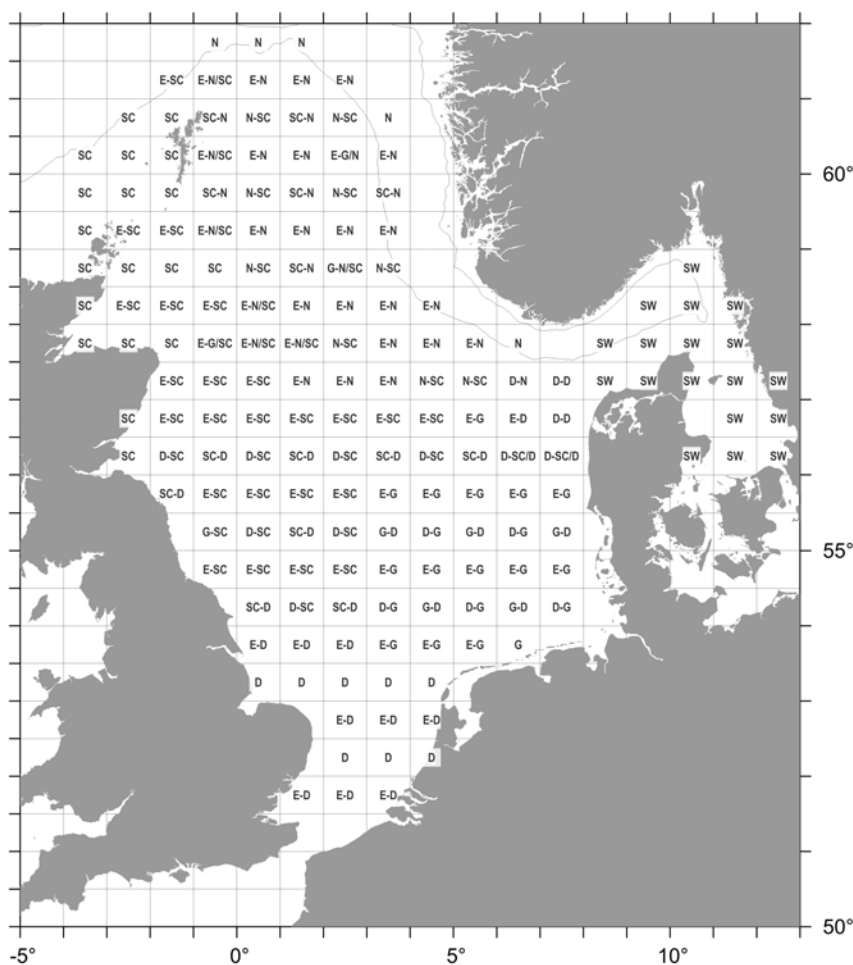 N N N
E-SC E-N/SC E-N E-N E-N
SC SC SC-N N-SC SC-N N-SC N
SC SC SC E-N/SC E-N E-N E-G/N E-N
60°
SC SC SC SC-N N-SC SC-N N-SC SC-N
SC E-SC E-SC E-N/SC E-N E-N E-N E-N
SC SC SC SC N-SC SC-N G-N/SC N-SC SW
SC E-SC E-SC E-SC E-N/SC E-N E-N E-N E-N SW SW SW
SC SC SC E-G/SC E-N/SC E-N/SC N-SC E-N E-N E-N N SW SW SW SW
E-SC E-SC E-SC E-N E-N E-N N-SC N-SC D-N D-D SW SW SW SW SW
SC E-SC E-SC E-SC E-SC E-SC E-SC E-SC E-G E-D D-D SW SW
SC D-SC SC-D D-SC SC-D D-SC SC-D D-SC SC-D D-SC/D D-SC/D SW SW SW
SC-D E-SC E-SC E-SC E-SC E-G E-G E-G E-G E-G
G-SC D-SC SC-D D-SC G-D D-G G-D D-G G-D
55°
E-SC E-SC E-SC E-SC E-G E-G E-G E-G E-G
SC-D D-SC SC-D D-G G-D D-G G-D D-G
E-D E-D E-D E-G E-G E-G G
D D D D D
E-D E-D E-D
D D D
E-D E-D E-D
50°
-5° 0° 5° 10°